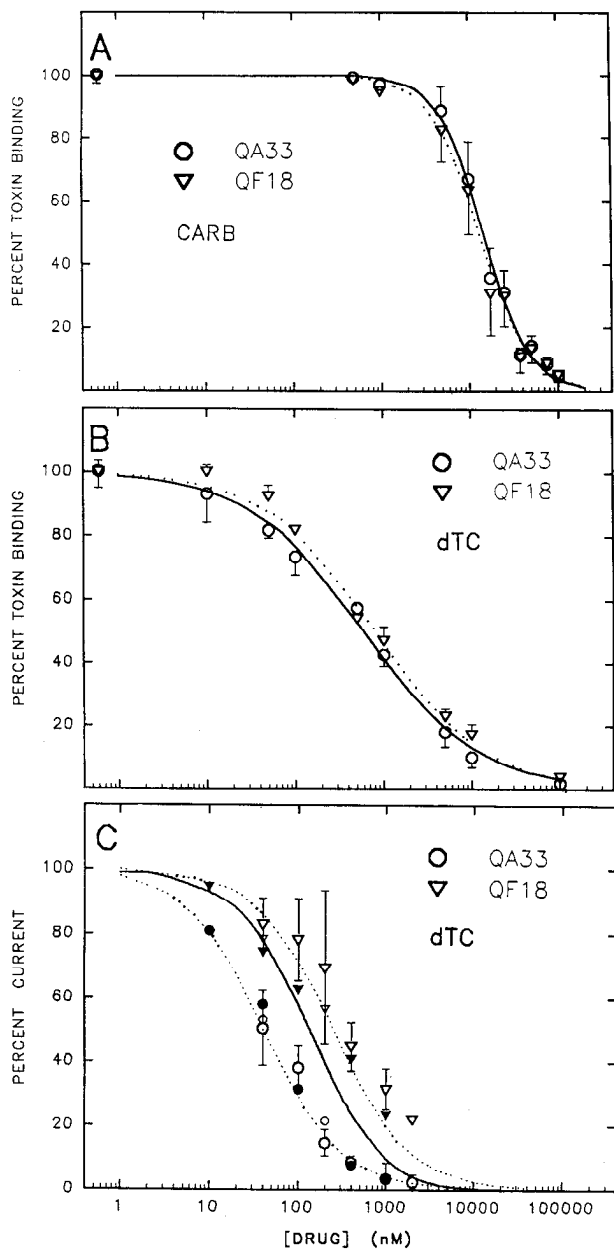 A
100
80
60
40
20
PERCENT TOXIN BINDING
QA33
QF18
CARB
B
100
80
60
40
20
PERCENT TOXIN BINDING
QA33
QF18
dTC
C
100
80
60
40
20
0
PERCENT CURRENT
QA33
QF18
dTC
1 10 100 1000 10000 100000
[DRUG] (nM)